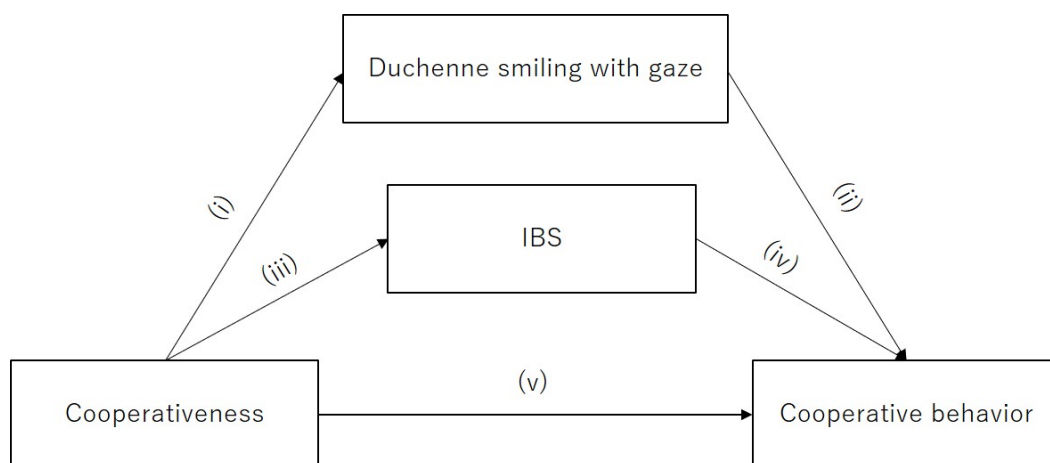 Duchenne smiling with gaze
(i)
(ii)
IBS
(iii)
(iv)
(v)
Cooperativeness
Cooperative behavior